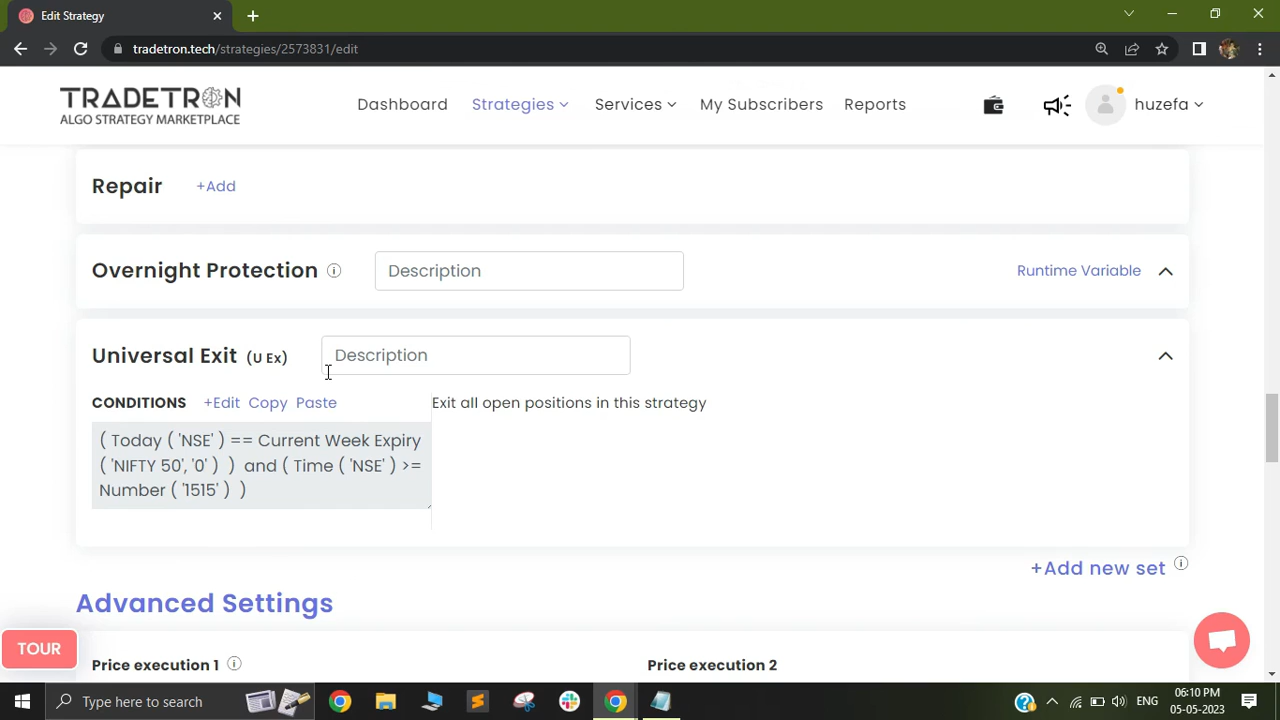 Edit Strategy
tradetron.tech/strategies/2573831/edit
TRADETRON
ALGO STRATEGY MARKETPLACE
Dashboard
Strategies
Services
My Subscribers
Reports
huzefa
Repair
+Add
Overnight Protection
Description
Runtime Variable
Universal Exit (U Ex)
Description
CONDITIONS
+Edit Copy Paste
Exit all open positions in this strategy
( Today ( 'NSE' ) == Current Week Expiry
( 'NIFTY 50', '0' ) ) and ( Time ( 'NSE' ) >=
Number ( '1515' ) )
+Add new set
Advanced Settings
TOUR
Price execution 1
Price execution 2
Type here to search
ENG
06:10 PM
05-05-2023